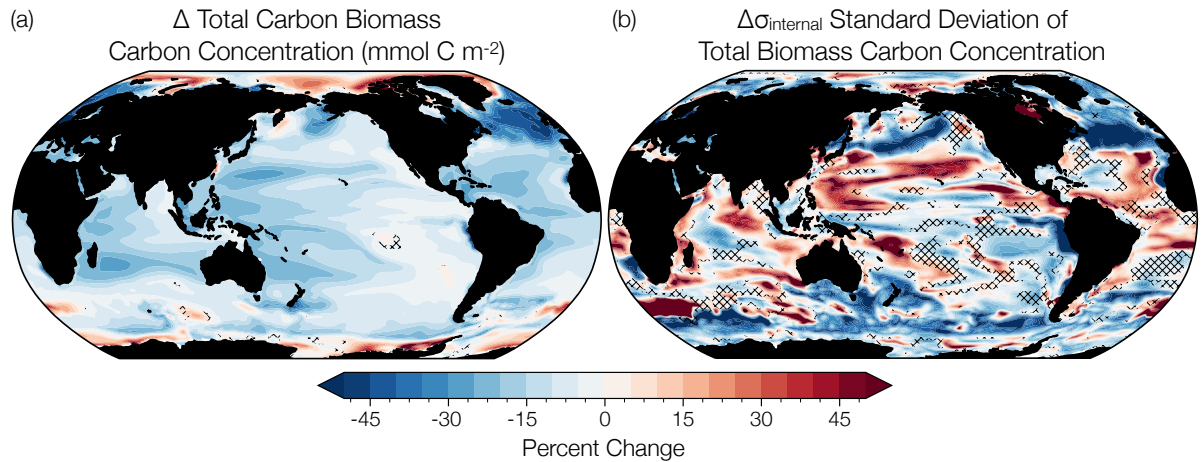 (a)
Δ Total Carbon Biomass
Carbon Concentration (mmol C m⁻²)
(b)
Δσinternal Standard Deviation of
Total Biomass Carbon Concentration
-45 -30 -15 0 15 30 45
Percent Change